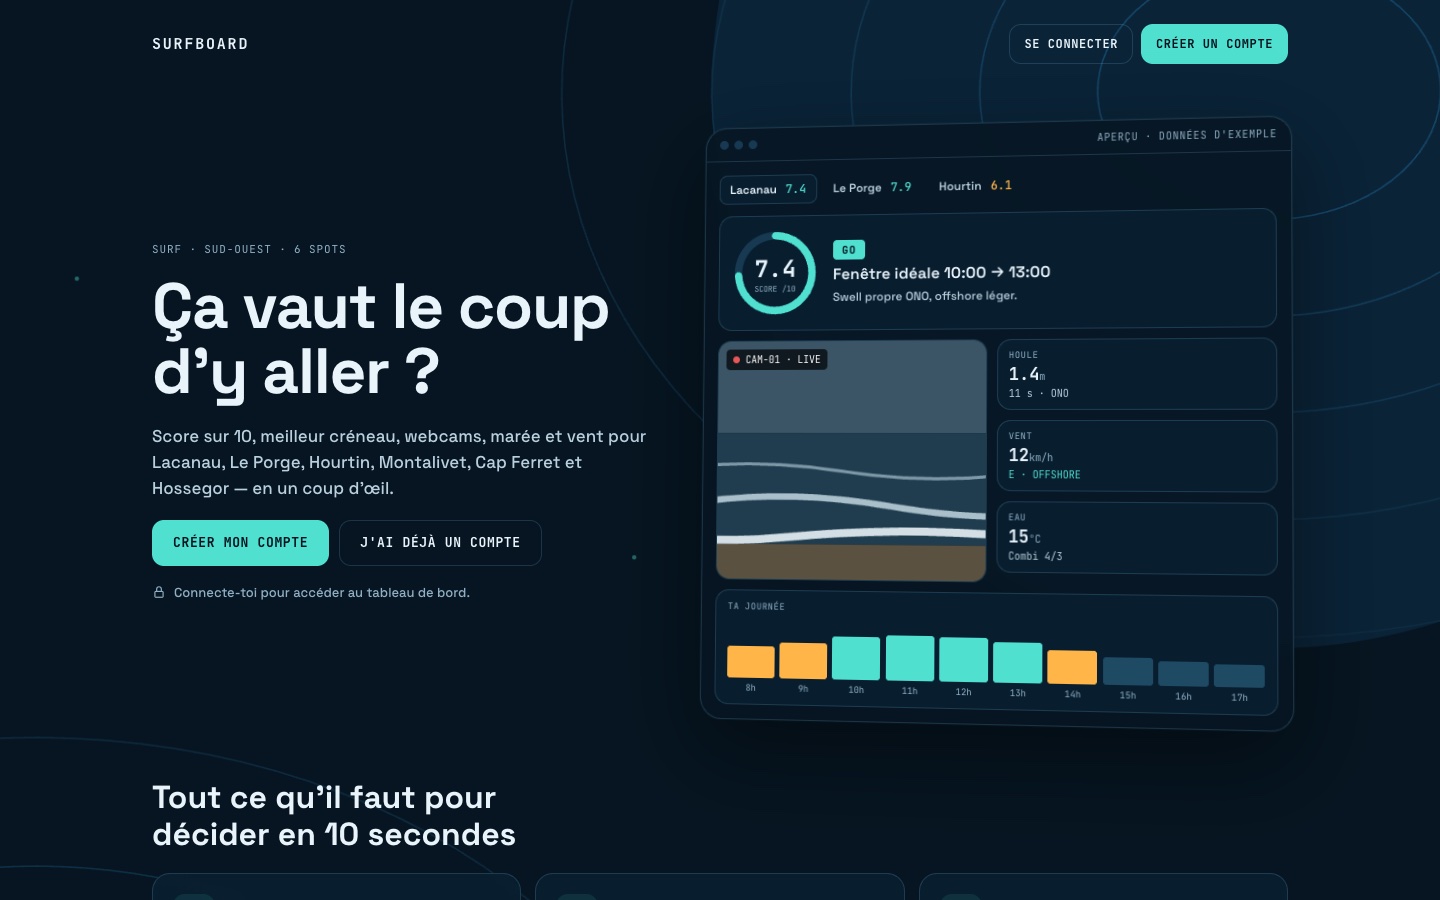 SURFBOARD
SE CONNECTER
CRÉER UN COMPTE
APERÇU · DONNÉES D'EXEMPLE
Lacanau 7.4
Le Porge 7.9
Hourtin 6.1
7.4
SCORE /10
GO
Fenêtre idéale 10:00 → 13:00
Swell propre ONO, offshore léger.
SURF · SUD-OUEST · 6 SPOTS
Ça vaut le coup
d’y aller ?
Score sur 10, meilleur créneau, webcams, marée et vent pour
Lacanau, Le Porge, Hourtin, Montalivet, Cap Ferret et
Hossegor — en un coup d’œil.
CRÉER MON COMPTE
J'AI DÉJÀ UN COMPTE
Connecte-toi pour accéder au tableau de bord.
CAM-01 · LIVE
HOULE
1.4m
11 s · ONO
VENT
12km/h
E · OFFSHORE
EAU
15°C
Combi 4/3
TA JOURNÉE
8h 9h 10h 11h 12h 13h 14h 15h 16h 17h
Tout ce qu’il faut pour
décider en 10 secondes